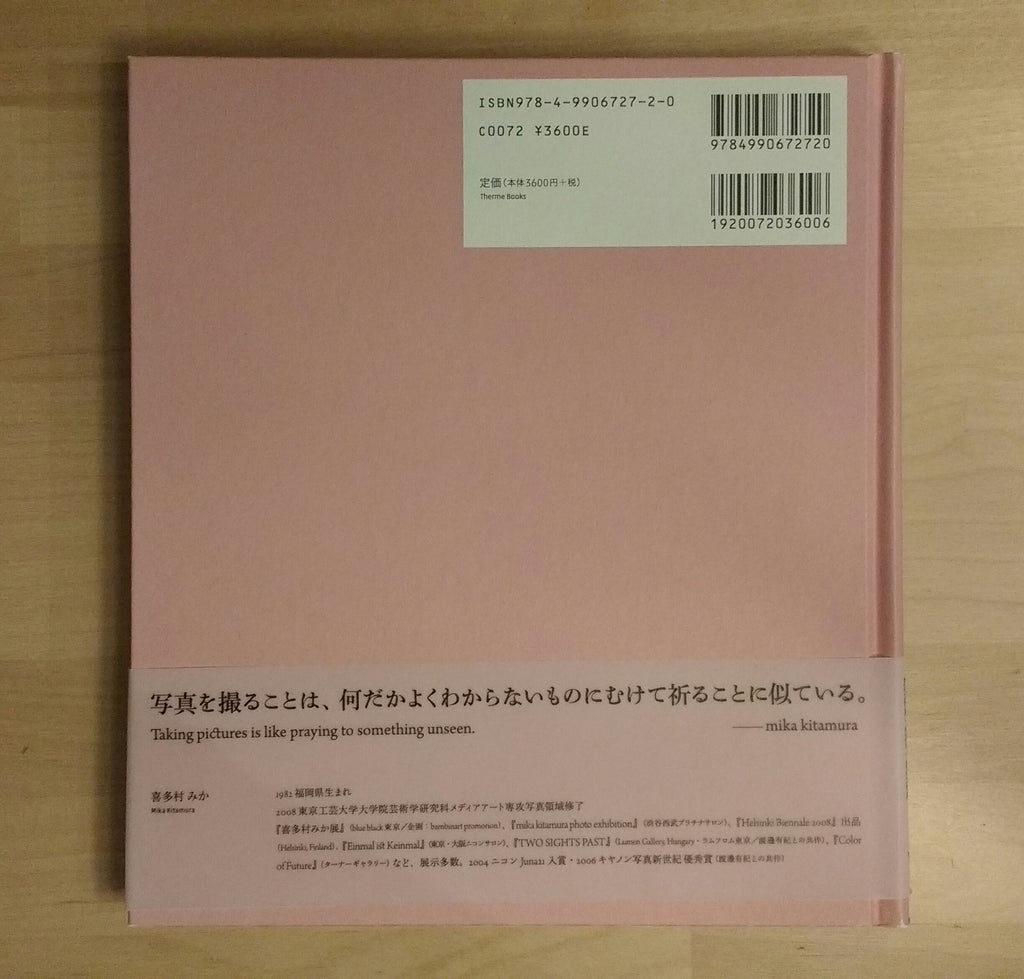 ISBN978-4-9906727-2-0
C0072 ¥3600E
9784990672720
定価(本体3600円+税)
Therme Books
1920072036006
写真を撮ることは、何だかよくわからないものにむけて祈ることに似ている。
Taking pictures is like praying to something unseen.
——mika kitamura
喜多村 みか
Mika Kitamura
1982 福岡県生まれ
2008 東京工芸大学大学院芸術学研究科メディアアート専攻写真領域修了
『喜多村みか展』(blue black 東京／企画:bambinart promotion)、『mika kitamura photo exhibition』(渋谷西武プラチナサロン)、『Helsinki Biennale 2008』出品
(Helsinki, Finland)、『Einmal ist Keinmal』(東京・大阪ニコンサロン)、『TWO SIGHTS PAST』(Lumen Gallery, Hungary・ラムフロム東京／渡邊有紀との共作)、『Color
of Future』(ターナーギャラリー) など、展示多数。2004 ニコン Juna21 入賞・2006 キヤノン写真新世紀 優秀賞 (渡邊有紀との共作)